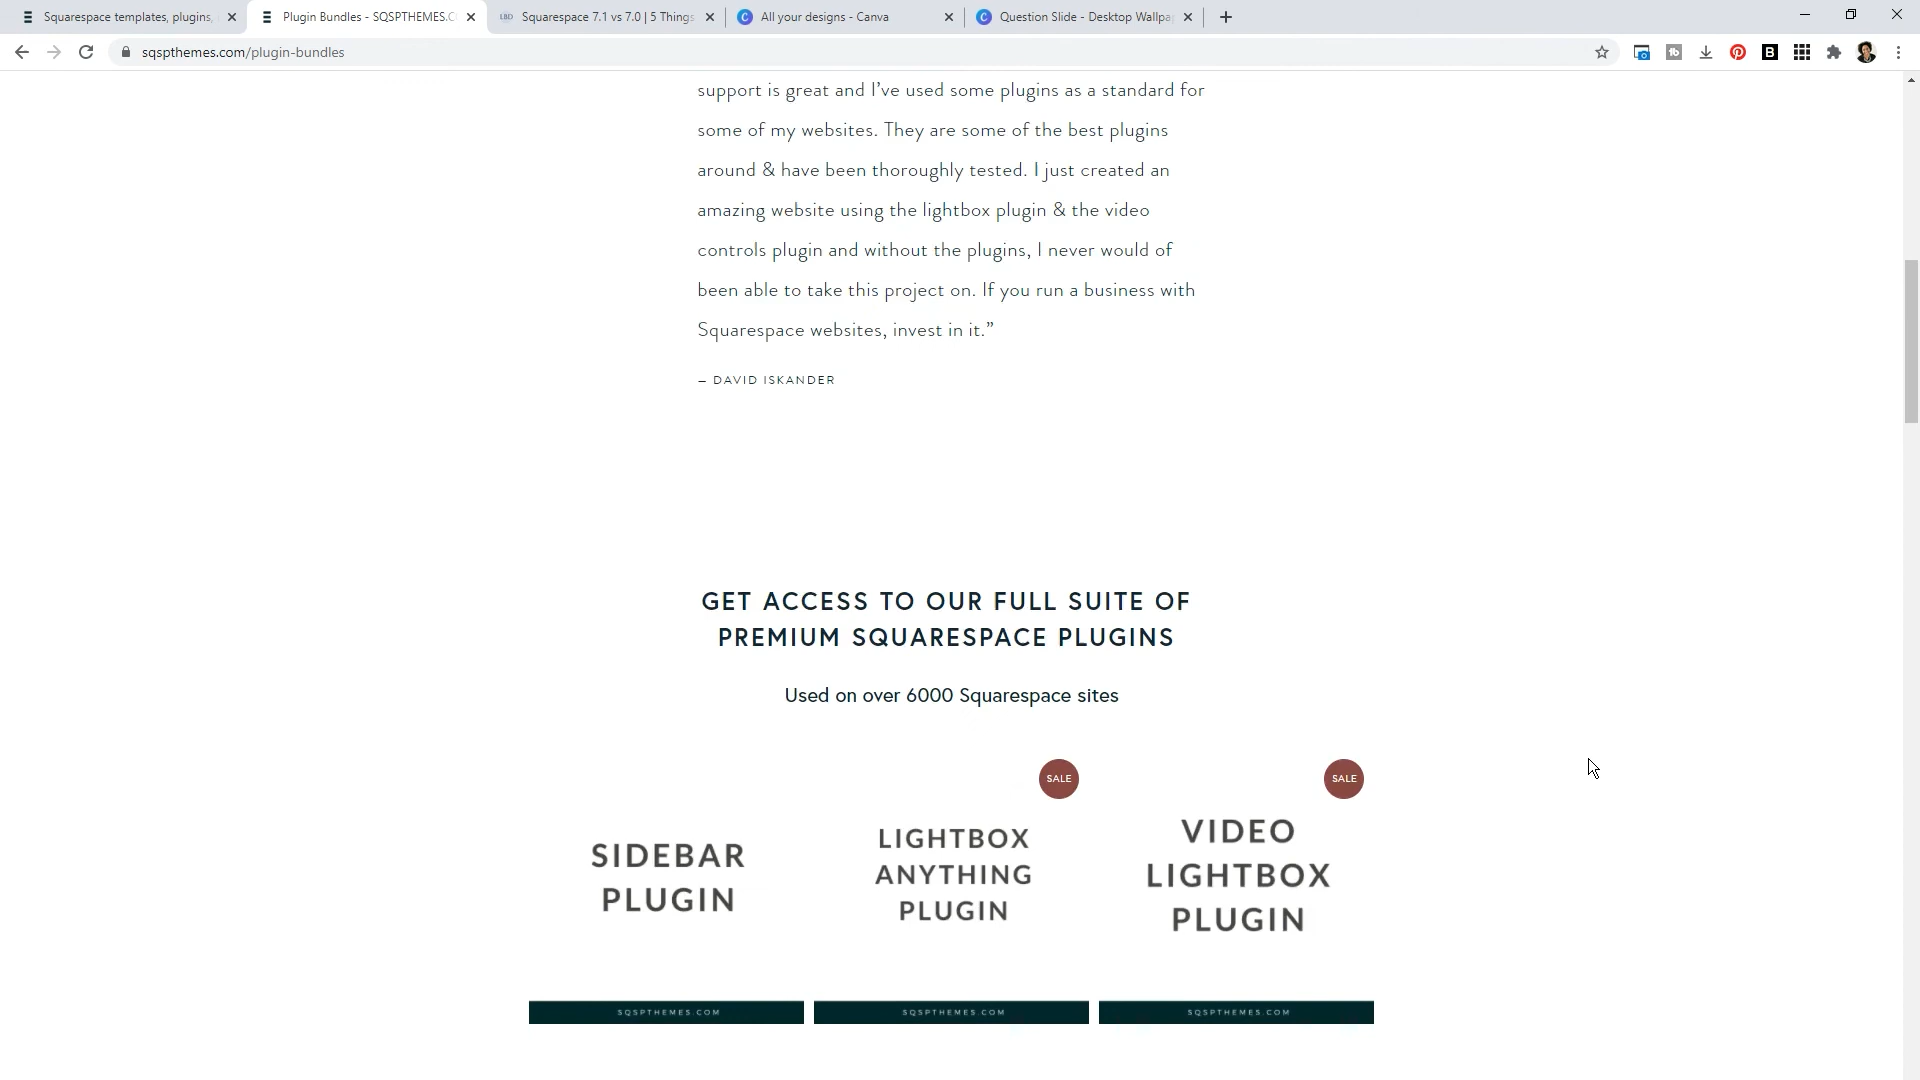 Squarespace templates, plugins,
Plugin Bundles - SQSPTHEMES.C
LBD
Squarespace 7.1 vs 7.0 | 5 Things
All your designs - Canva
Question Slide - Desktop Wallpa
sqspthemes.com/plugin-bundles
support is great and I’ve used some plugins as a standard for
some of my websites. They are some of the best plugins
around & have been thoroughly tested. I just created an
amazing website using the lightbox plugin & the video
controls plugin and without the plugins, I never would of
been able to take this project on. If you run a business with
Squarespace websites, invest in it.”
– DAVID ISKANDER
GET ACCESS TO OUR FULL SUITE OF
PREMIUM SQUARESPACE PLUGINS
Used on over 6000 Squarespace sites
SIDEBAR
PLUGIN
SQSPTHEMES.COM
SALE
LIGHTBOX
ANYTHING
PLUGIN
SQSPTHEMES.COM
SALE
VIDEO
LIGHTBOX
PLUGIN
SQSPTHEMES.COM